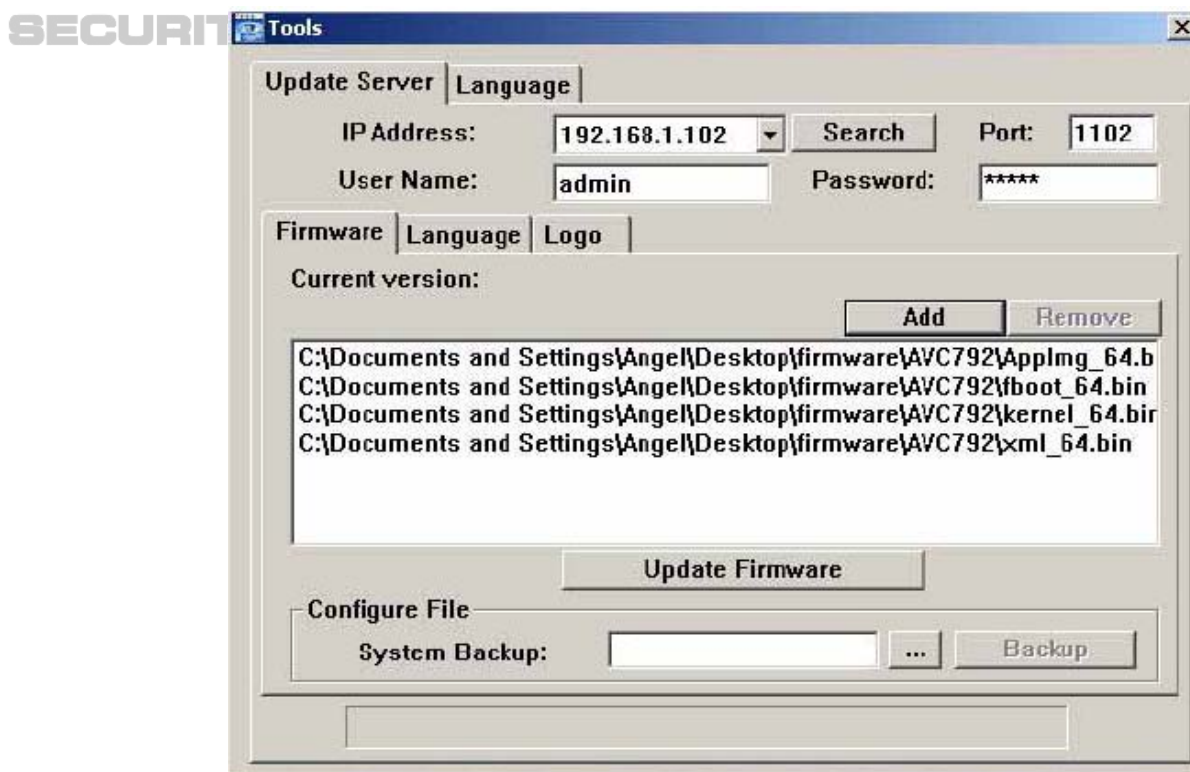 Tools
Update Server Language
IP Address: 192.168.1.102 Search Port: 1102
User Name: admin Password: *****
Firmware Language Logo
Current version:
Add Remove
C:\Documents and Settings\Angel\Desktop\firmware\AVC792\AppImg_64.b
C:\Documents and Settings\Angel\Desktop\firmware\AVC792\fboot_64.bin
C:\Documents and Settings\Angel\Desktop\firmware\AVC792\kernel_64.bin
C:\Documents and Settings\Angel\Desktop\firmware\AVC792\xml_64.bin
Update Firmware
Configure File
System Backup: ... Backup